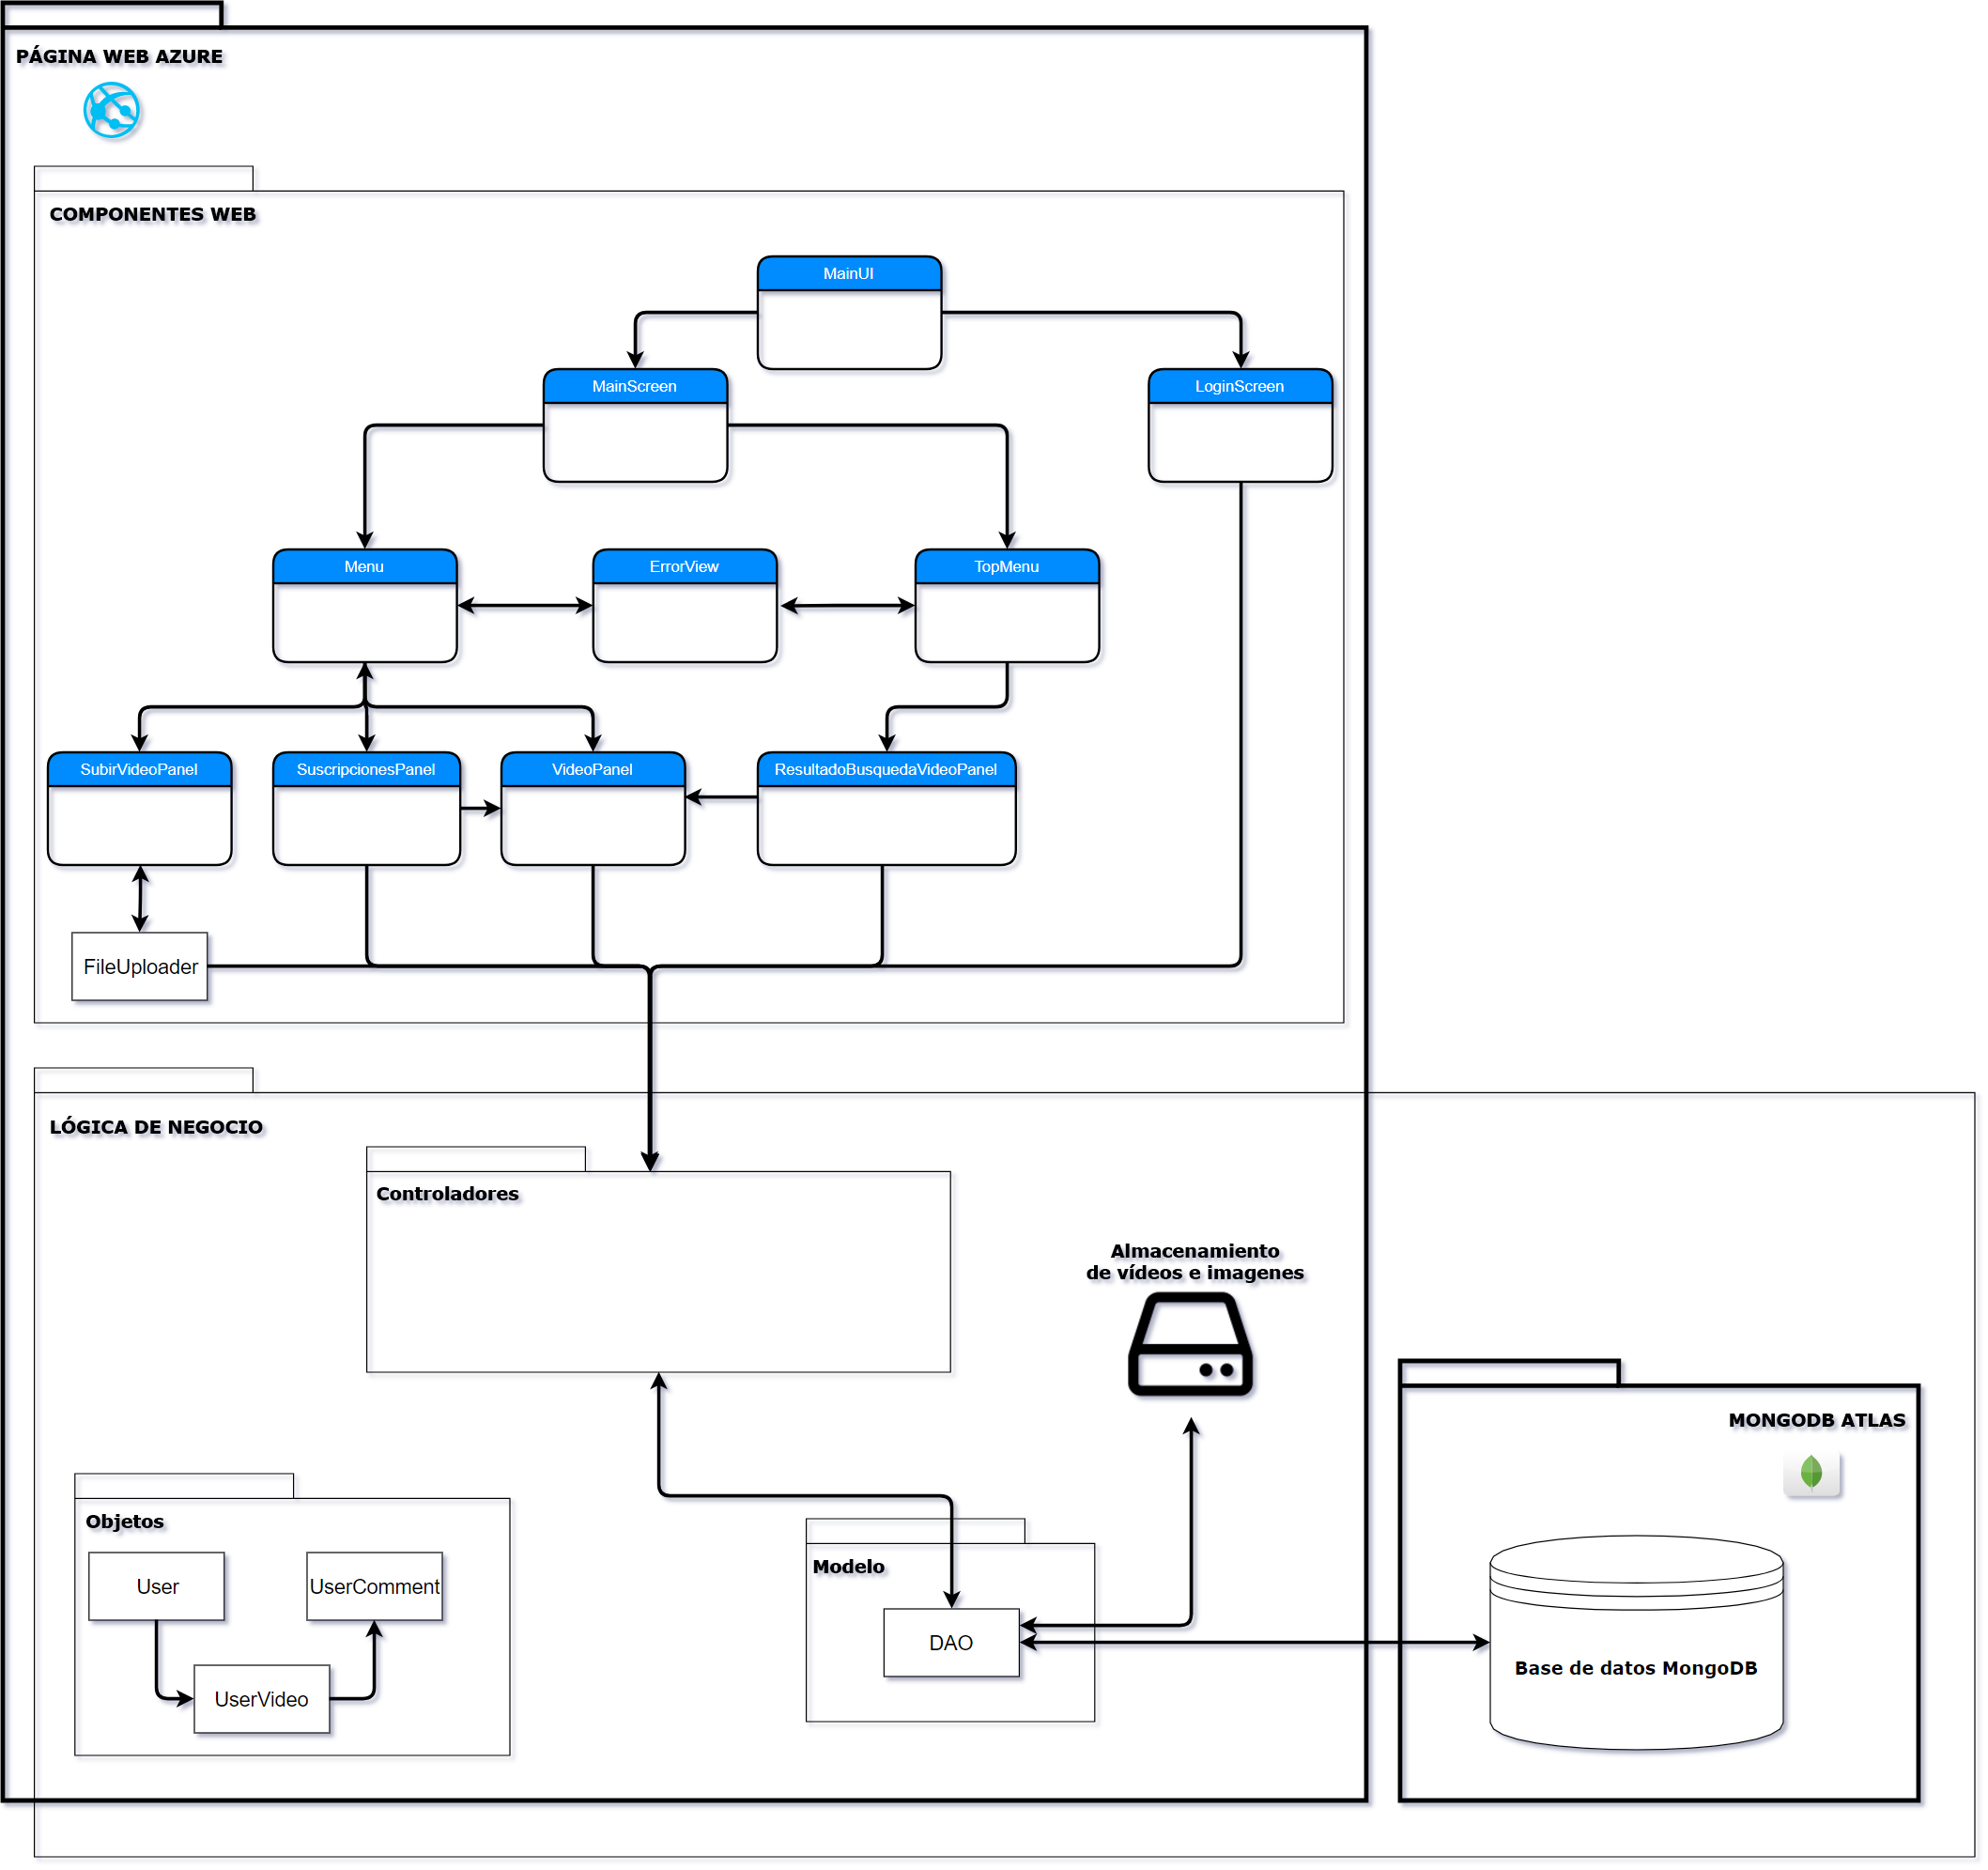 PÁGINA WEB AZURE
COMPONENTES WEB
MainUI
MainScreen
LoginScreen
Menu
ErrorView
TopMenu
SubirVideoPanel
SuscripcionesPanel
VideoPanel
ResultadoBusquedaVideoPanel
FileUploader
LÓGICA DE NEGOCIO
Controladores
Almacenamiento
de vídeos e imagenes
MONGODB ATLAS
Objetos
User
UserComment
UserVideo
Modelo
DAO
Base de datos MongoDB